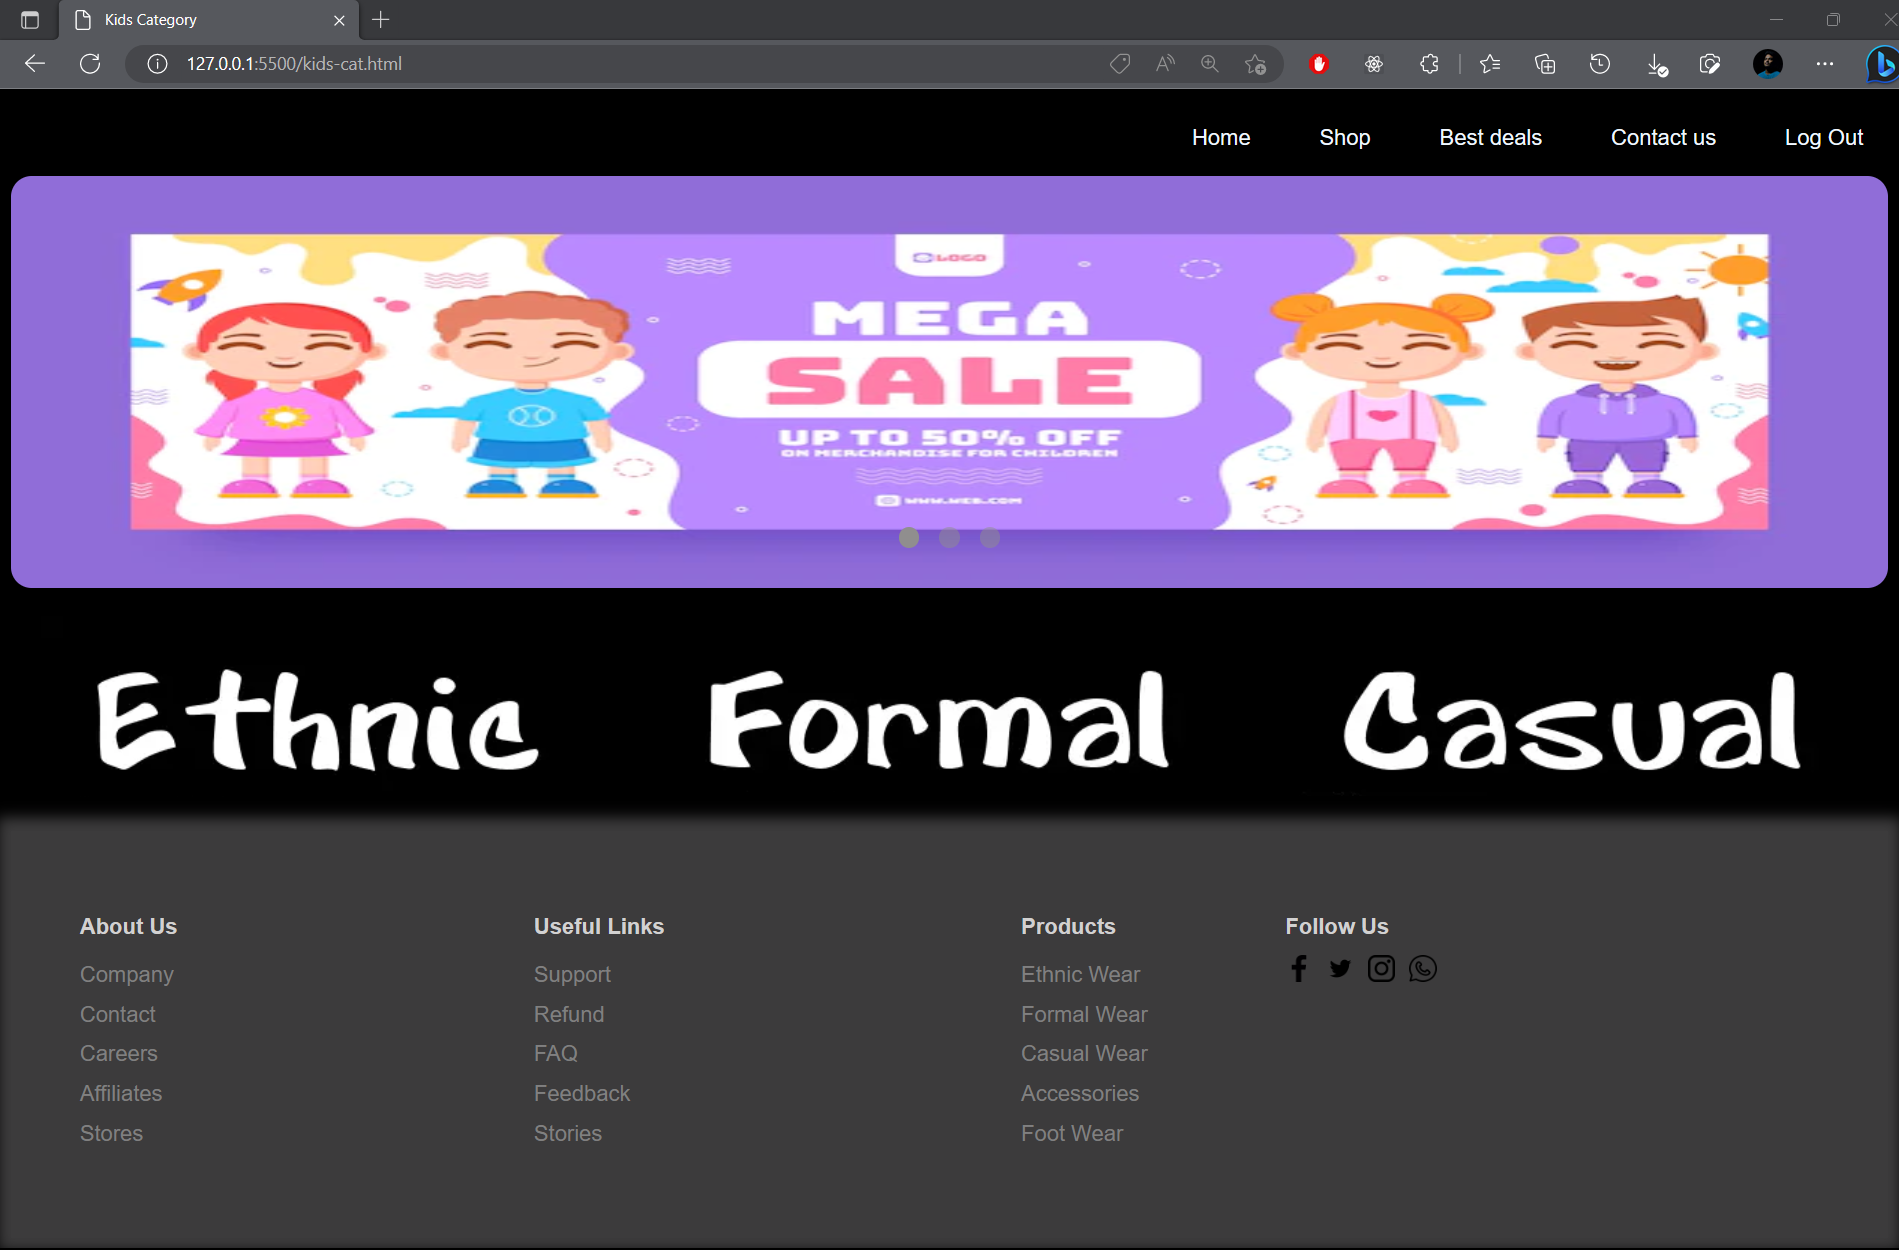 Kids Category
127.0.0.1:5500/kids-cat.html
Home Shop Best deals Contact us Log Out
LOGO
MEGA
SALE
UP TO 50% OFF
ON MERCHANDISE FOR CHILDREN
WWW.WEB.COM
Ethnic Formal Casual
About Us Useful Links Products Follow Us
Company Support Ethnic Wear
Contact Refund Formal Wear
Careers FAQ Casual Wear
Affiliates Feedback Accessories
Stores Stories Foot Wear